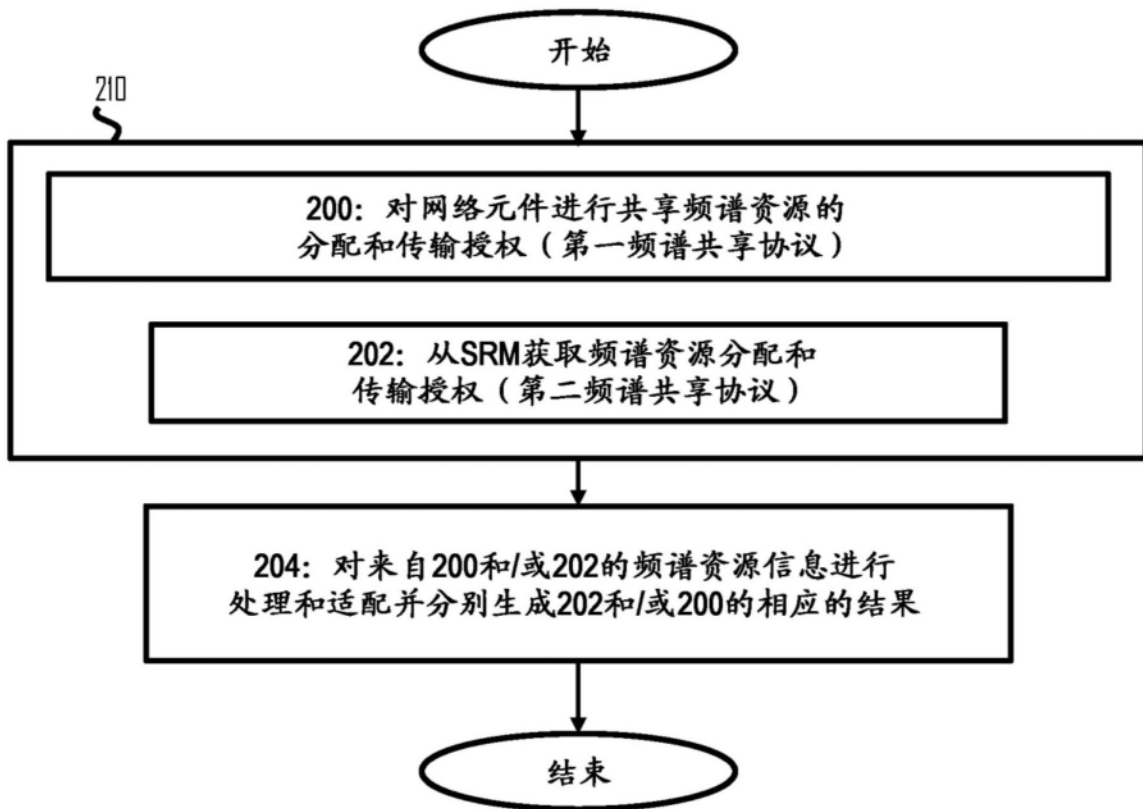 开始
210
200：对网络元件进行共享频谱资源的
分配和传输授权（第一频谱共享协议）
202：从SRM获取频谱资源分配和
传输授权（第二频谱共享协议）
204：对来自200和/或202的频谱资源信息进行
处理和适配并分别生成202和/或200的相应的结果
结束